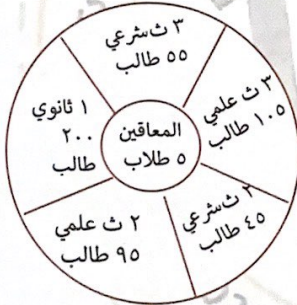 ٣ ث شرعي
٥٥ طالب
٣ ث علمي
١٠٥ طالب
٢ ث شرعي
٤٥ طالب
٢ ث علمي
٩٥ طالب
١ ثانوي
٢٠٠
طالب
المعاقين
٥ طلاب